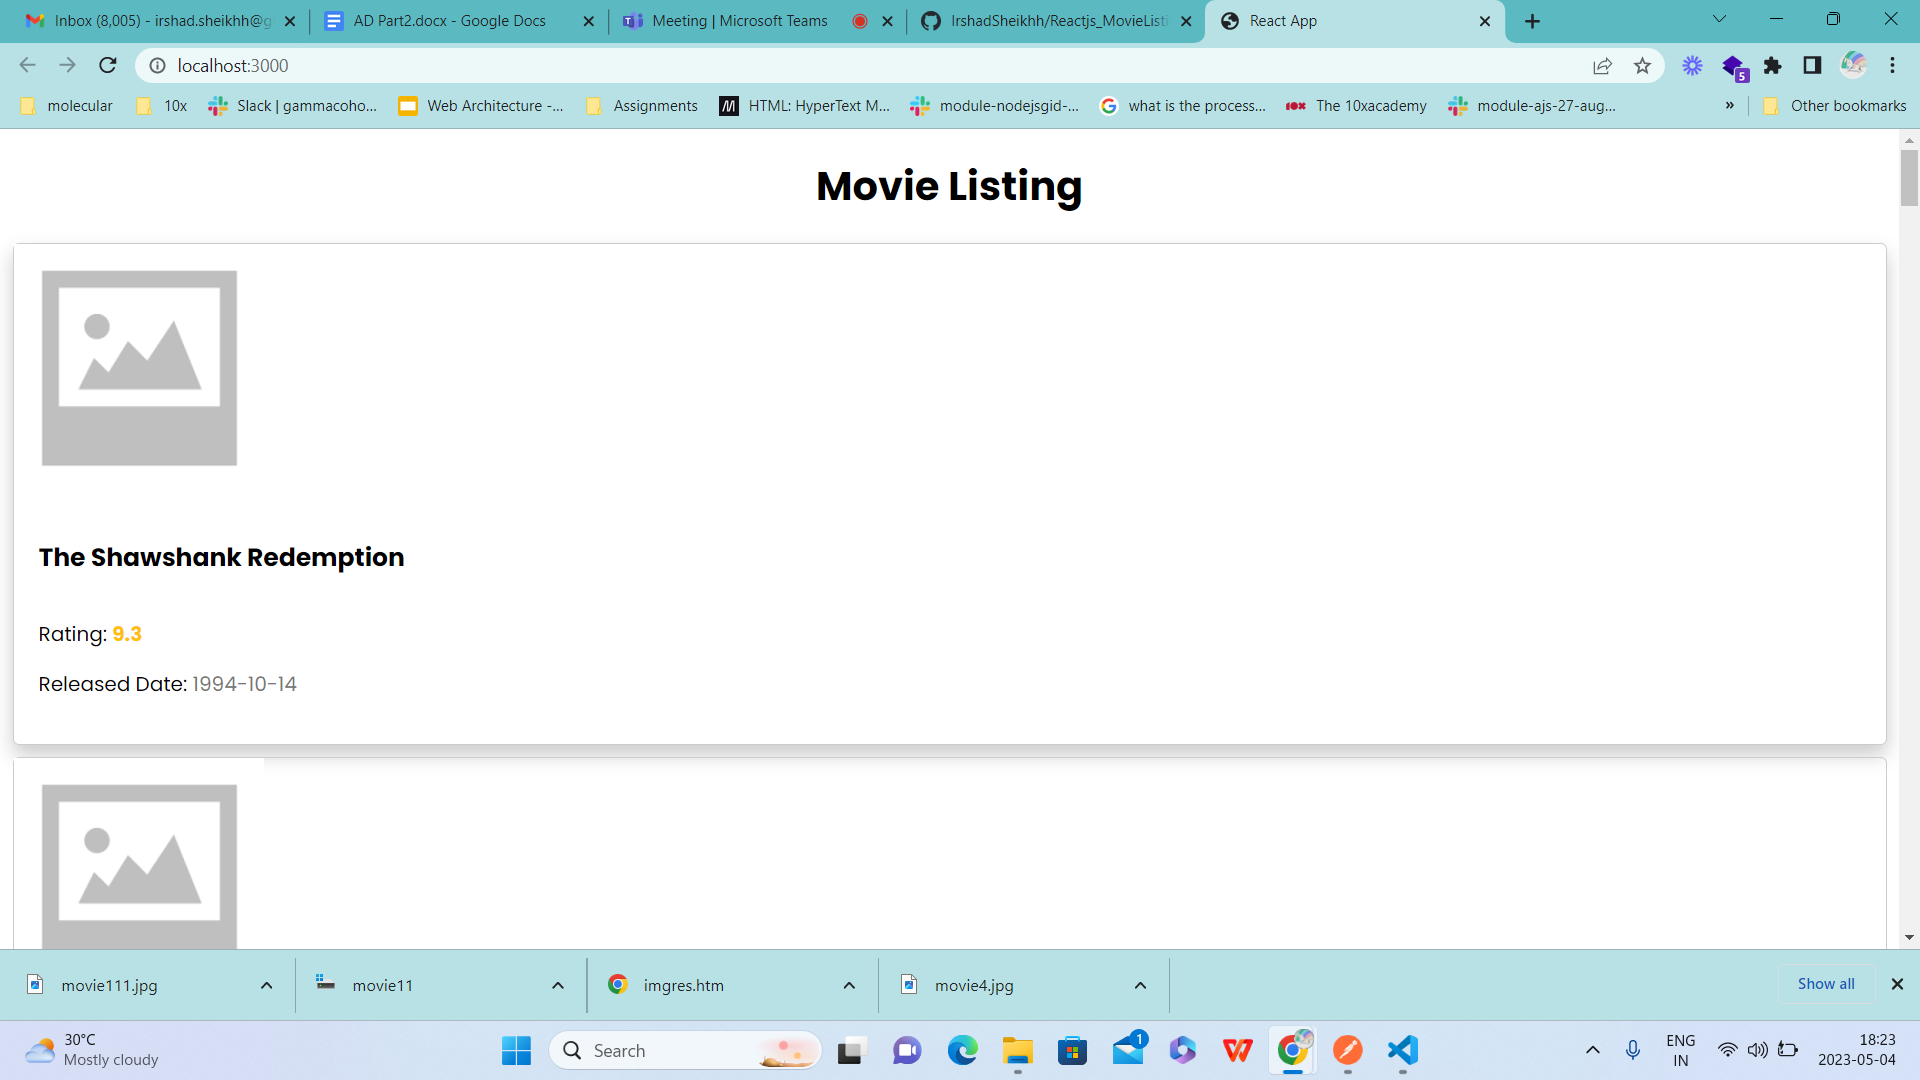 Inbox (8,005) - irshad.sheikhh@g
AD Part2.docx - Google Docs
Meeting | Microsoft Teams
IrshadSheikhh/Reactjs_MovieListi
React App
localhost:3000
5
molecular
10x
Slack | gammacoho...
Web Architecture -...
Assignments
M
HTML: HyperText M...
module-nodejsgid-...
what is the process...
10x
The 10xacademy
module-ajs-27-aug...
»
Other bookmarks
Movie Listing
The Shawshank Redemption
Rating: 9.3
Released Date: 1994-10-14
movie111.jpg
movie11
imgres.htm
movie4.jpg
Show all
30°C
Mostly cloudy
Search
1
ENG
IN
18:23
2023-05-04